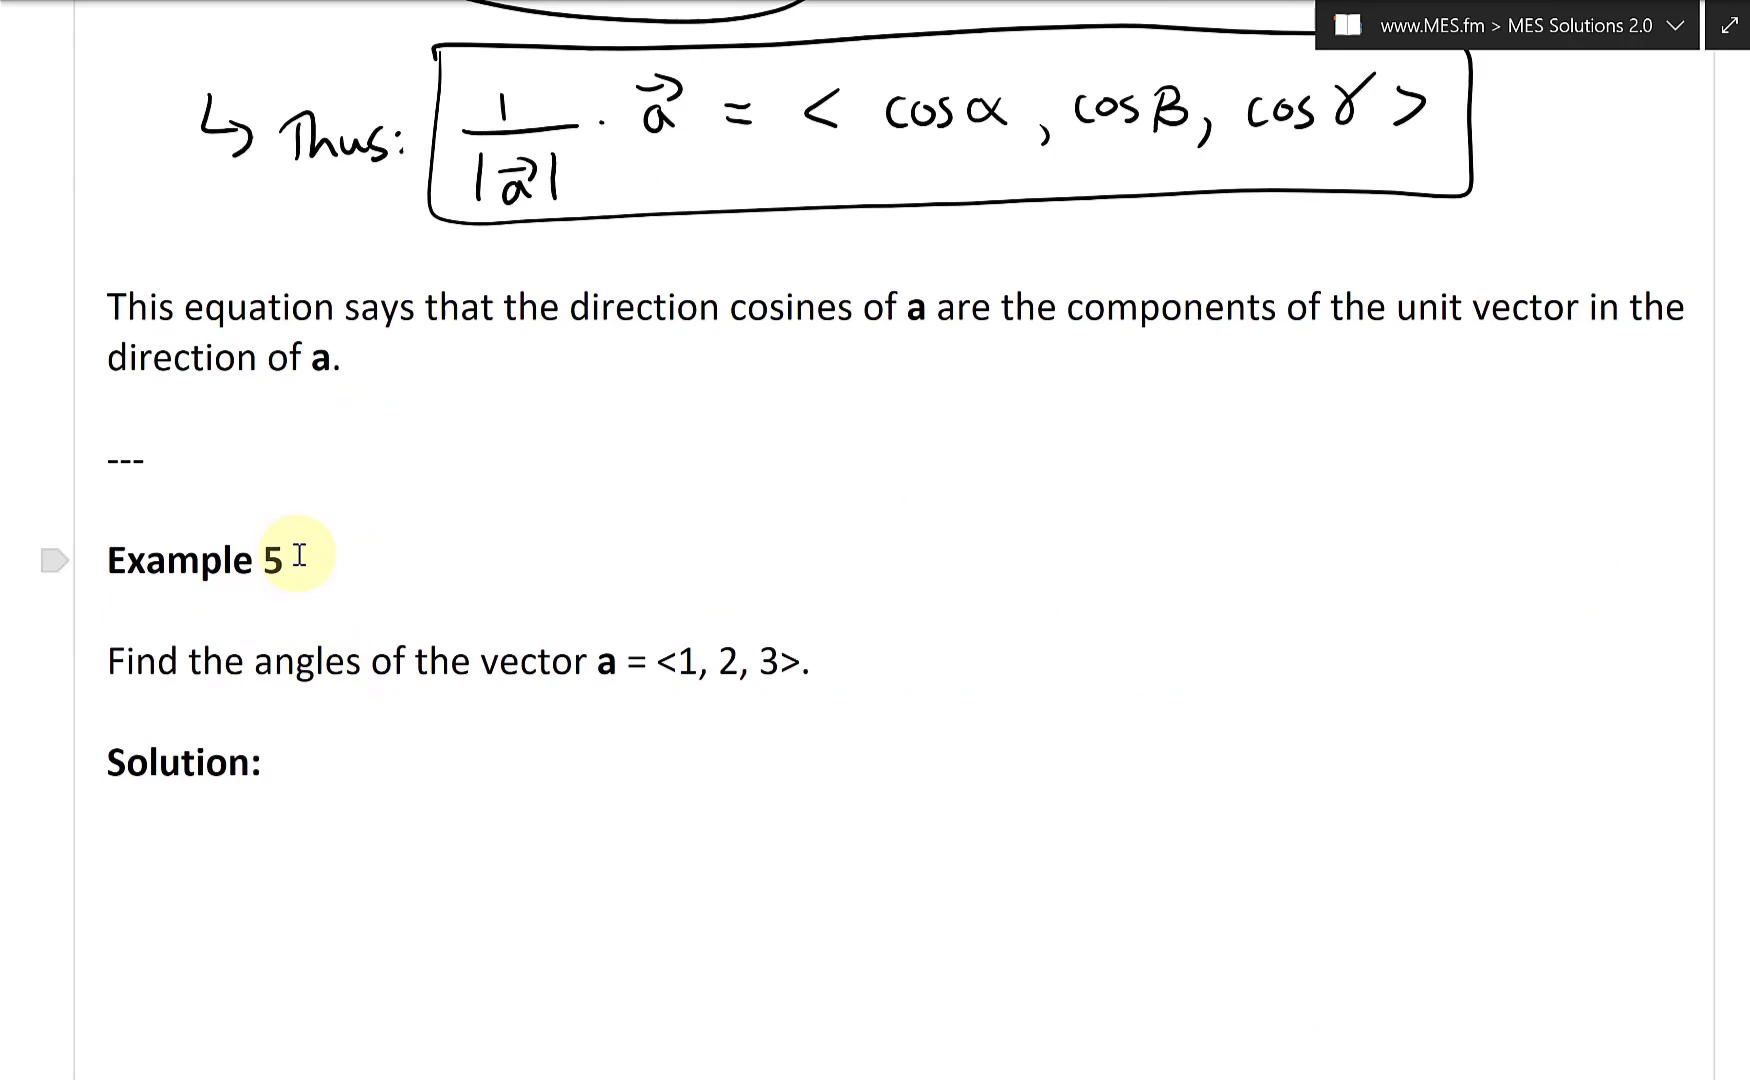 www.MES.fm > MES Solutions 2.0
↳ Thus: 1/|a⃗| · a⃗ = < cos α, cos β, cos γ >
This equation says that the direction cosines of a are the components of the unit vector in the
direction of a.
---
Example 5
Find the angles of the vector a = <1, 2, 3>.
Solution: